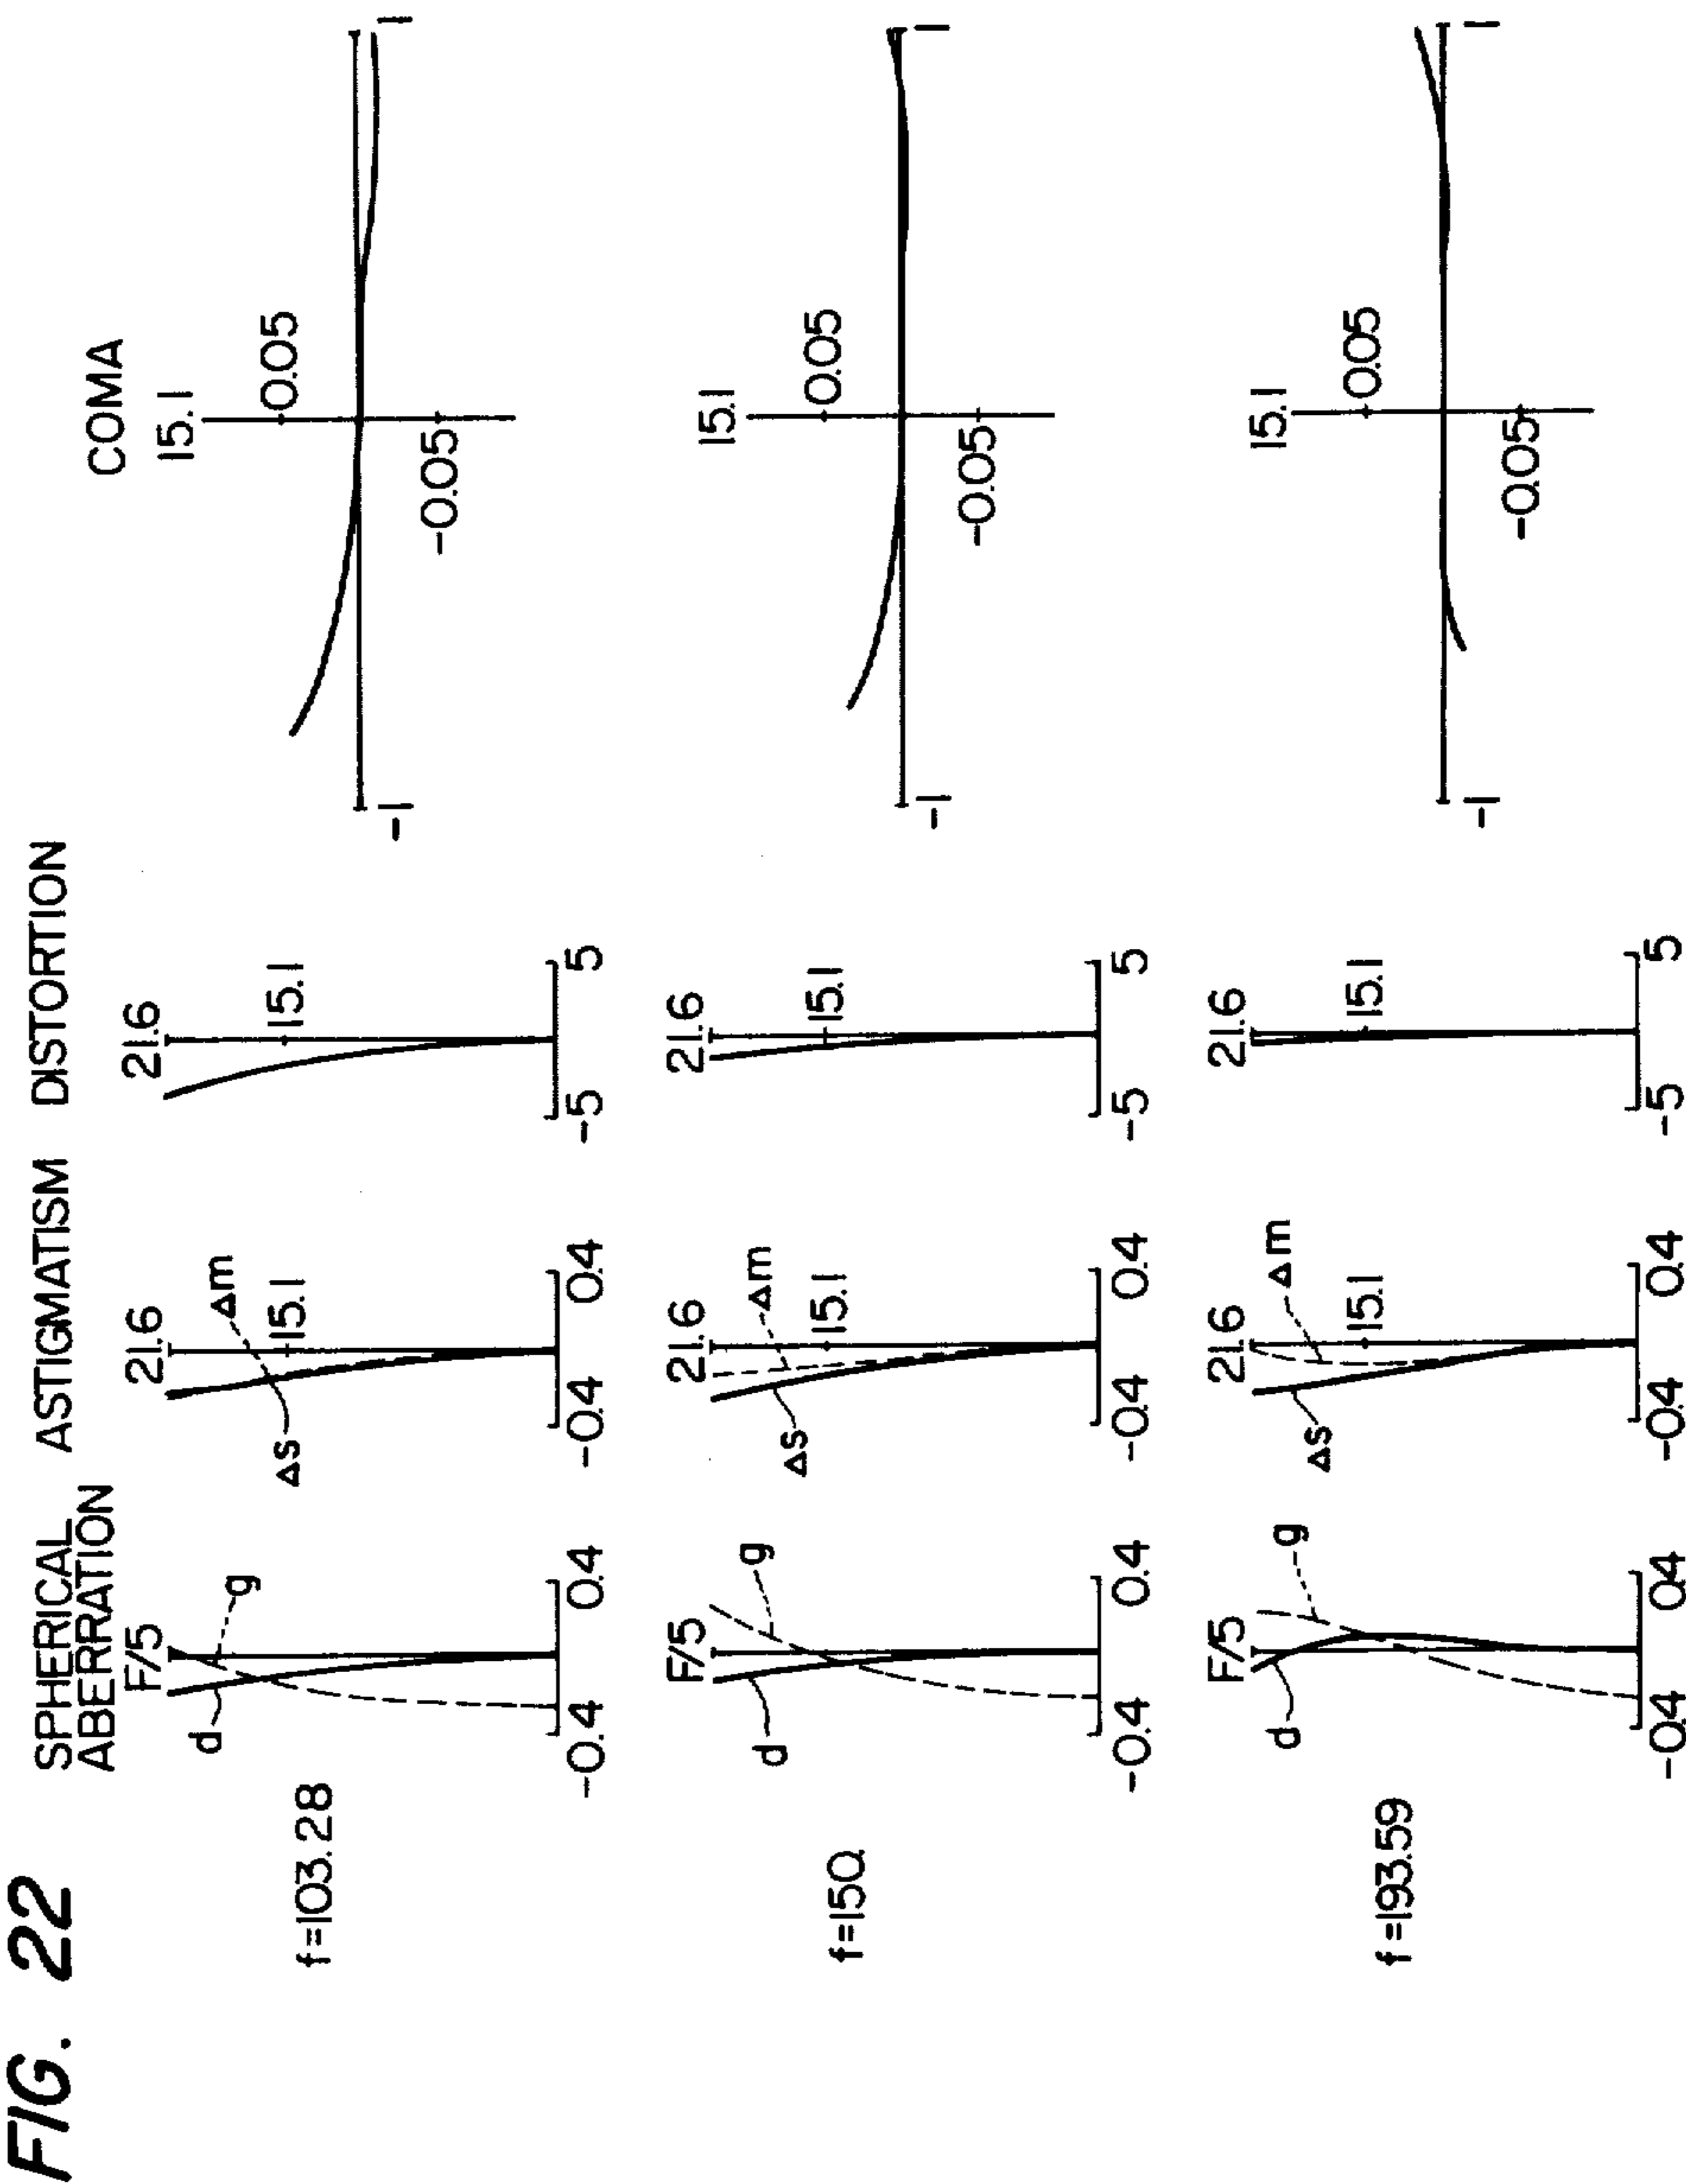 FIG. 22
SPHERICAL ABERRATION
ASTIGMATISM
DISTORTION
COMA
f=103.28
F/5
d
g
-0.4
0.4
21.6
15.1
Δm
Δs
-0.4
0.4
21.6
15.1
-5
5
15.1
0.05
-0.05
-1
1
f=150.
F/5
d
g
-0.4
0.4
21.6
15.1
Δm
Δs
-0.4
0.4
21.6
15.1
-5
5
15.1
0.05
-0.05
-1
1
f=193.59
F/5
d
g
-0.4
0.4
21.6
15.1
Δm
Δs
-0.4
0.4
21.6
15.1
-5
5
15.1
0.05
-0.05
-1
1